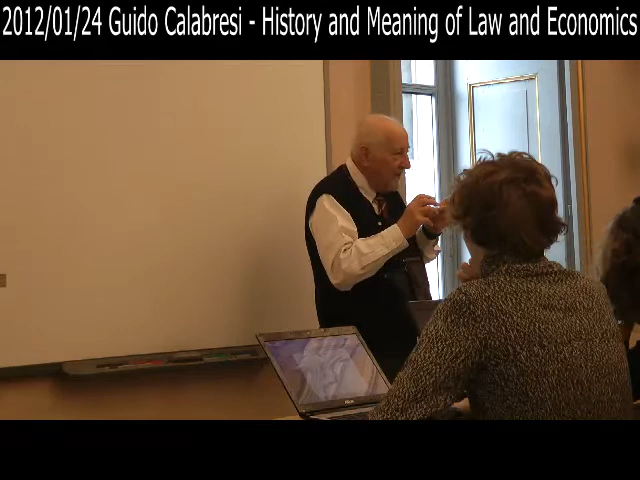 2012/01/24 Guido Calabresi - History and Meaning of Law and Economics